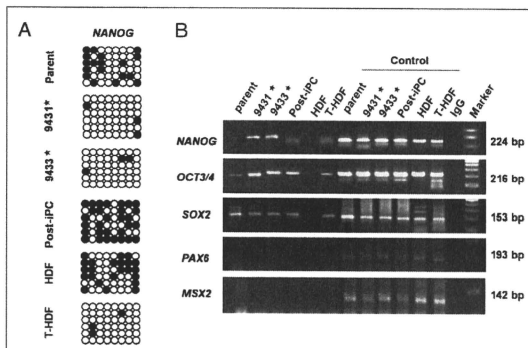 A
NANOG
Parent
9431*
9433*
Post-iPC
HDF
T-HDF
B
Control
parent
9431 *
9433 *
Post-iPC
HDF
T-HDF
parent
9431 *
9433 *
Post-iPC
HDF
T-HDF
IgG
Marker
NANOG
224 bp
OCT3/4
216 bp
SOX2
153 bp
PAX6
193 bp
MSX2
142 bp